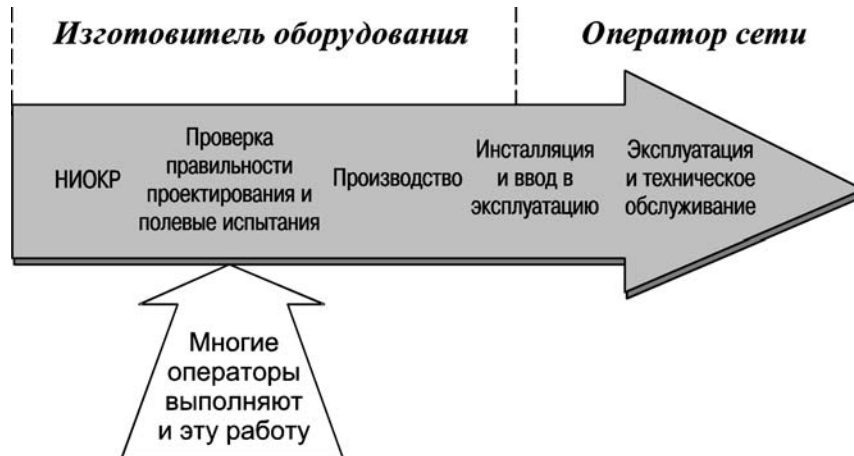 Изготовитель оборудования
Оператор сети
НИОКР
Проверка
правильности
проектирования и
полевые испытания
Производство
Инсталляция
и ввод в
эксплуатацию
Эксплуатация
и техническое
обслуживание
Многие
операторы
выполняют
и эту работу